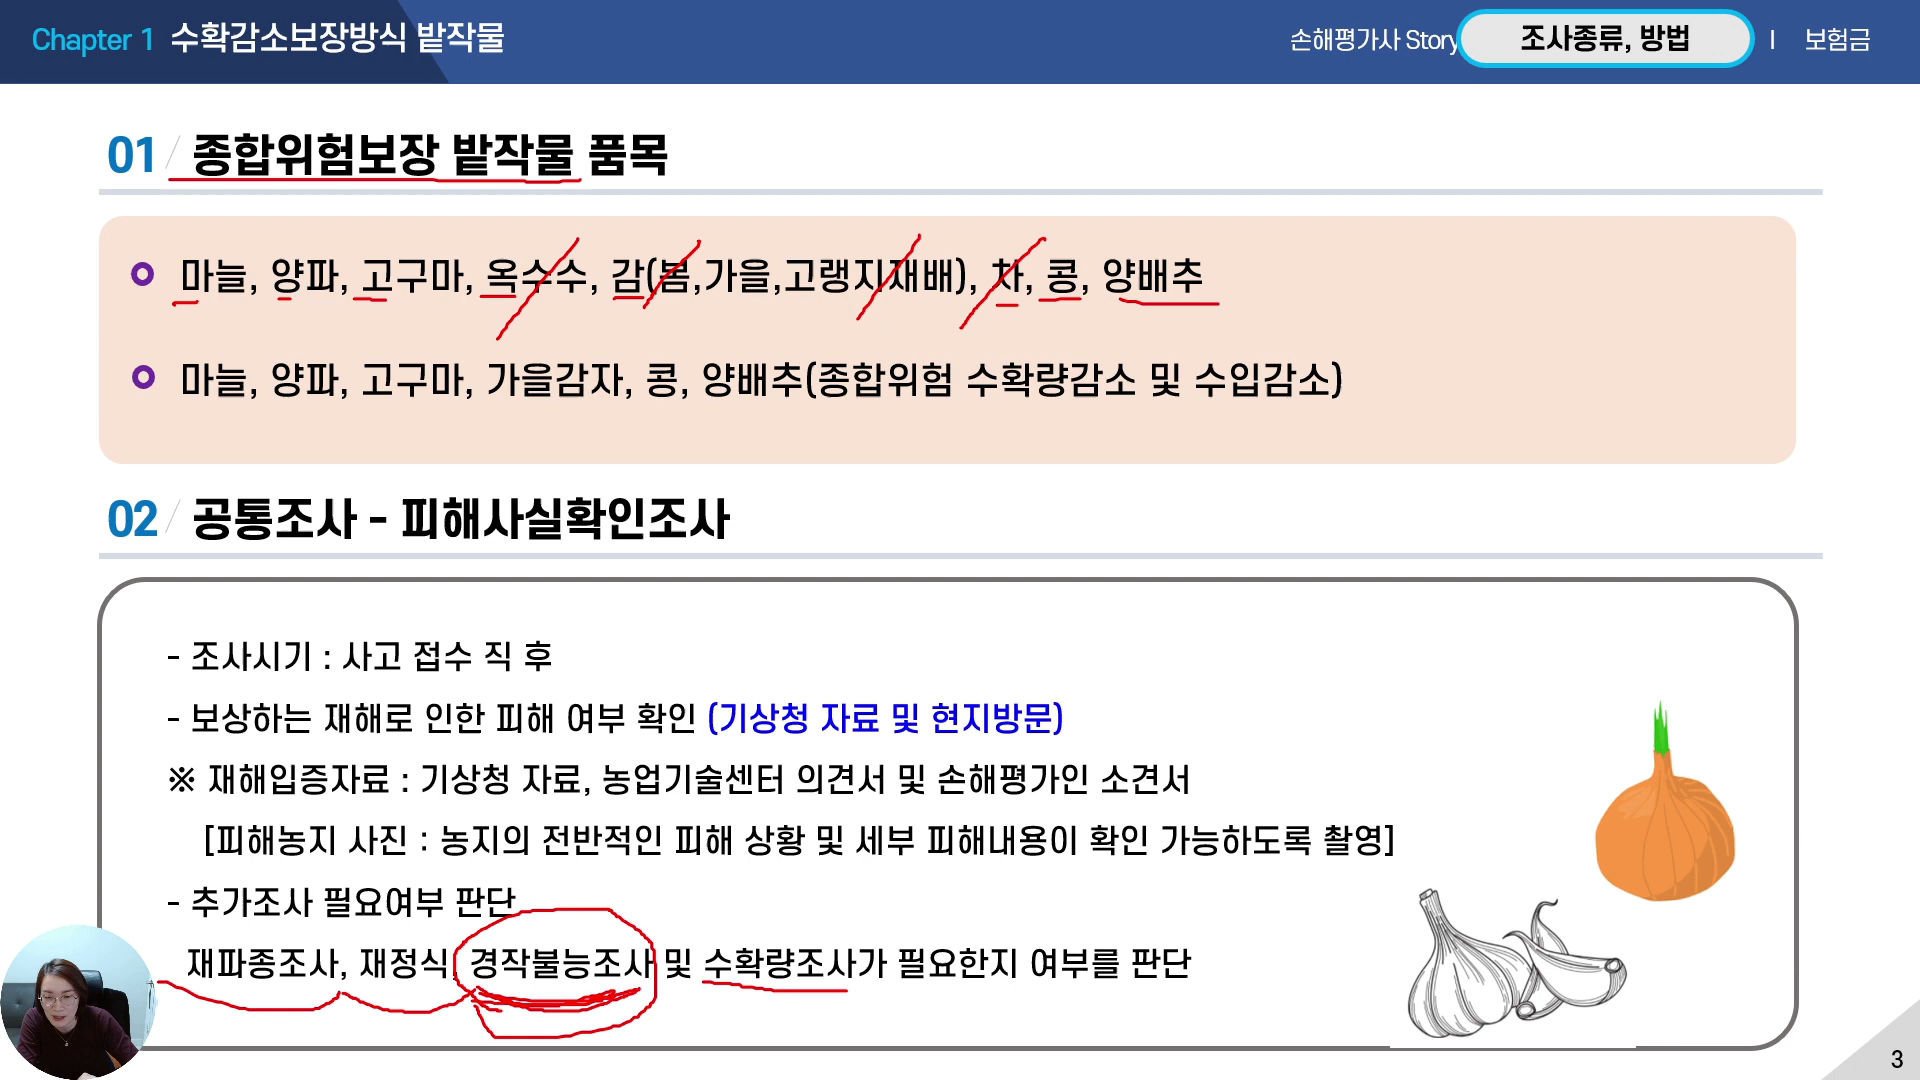 Chapter 1 수확감소보장방식 밭작물
손해평가사 Story 조사종류, 방법 | 보험금
01 / 종합위험보장 밭작물 품목
마늘, 양파, 고구마, 옥수수, 감(봄,가을,고랭지재배), 차, 콩, 양배추
마늘, 양파, 고구마, 가을감자, 콩, 양배추(종합위험 수확량감소 및 수입감소)
02 / 공통조사 - 피해사실확인조사
- 조사시기 : 사고 접수 직 후
- 보상하는 재해로 인한 피해 여부 확인 (기상청 자료 및 현지방문)
※ 재해입증자료 : 기상청 자료, 농업기술센터 의견서 및 손해평가인 소견서
[피해농지 사진 : 농지의 전반적인 피해 상황 및 세부 피해내용이 확인 가능하도록 촬영]
- 추가조사 필요여부 판단
재파종조사, 재정식, 경작불능조사 및 수확량조사가 필요한지 여부를 판단
3